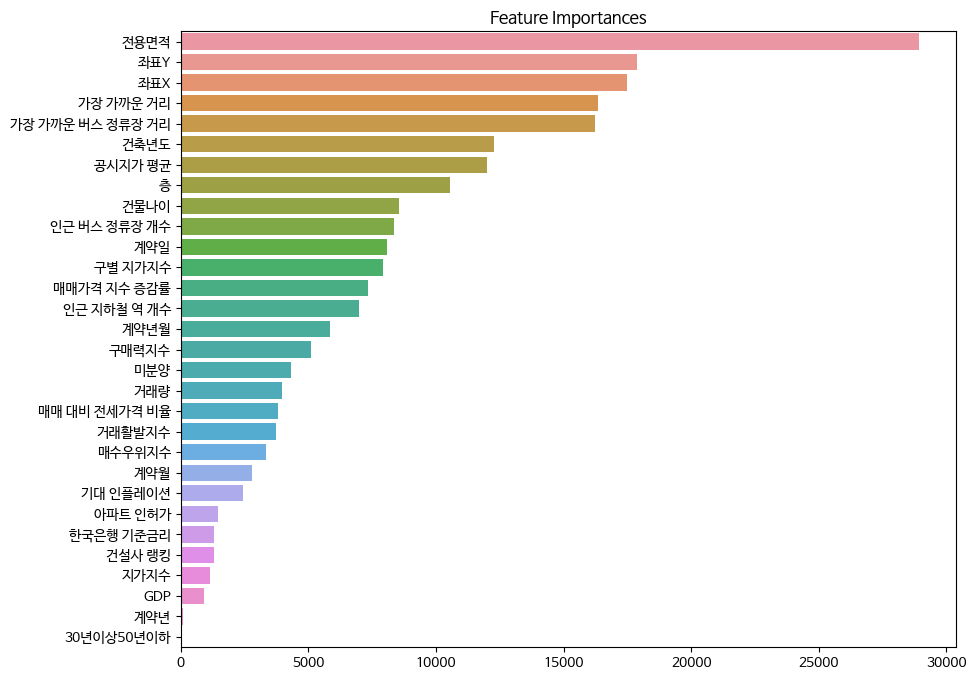 Feature Importances
전용면적
좌표Y
좌표X
가장 가까운 거리
가장 가까운 버스 정류장 거리
건축년도
공시지가 평균
층
건물나이
인근 버스 정류장 개수
계약일
구별 지가지수
매매가격 지수 증감률
인근 지하철 역 개수
계약년월
구매력지수
미분양
거래량
매매 대비 전세가격 비율
거래활발지수
매수우위지수
계약월
기대 인플레이션
아파트 인허가
한국은행 기준금리
건설사 랭킹
지가지수
GDP
계약년
30년이상50년이하
0 5000 10000 15000 20000 25000 30000